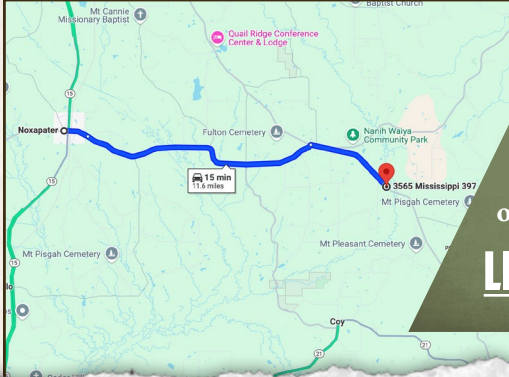 Mt Cannie
Missionary Baptist
Baptist Church
Quail Ridge Conference
Center & Lodge
15
Noxapater
Fulton Cemetery
Nanih Waiya
Community Park
15 min
11.6 miles
3565 Mississippi 397
15
Mt Pisgah Cemetery
Mt Pisgah Cemetery
Mt Pleasant Cemetery
15
Coy
21
21